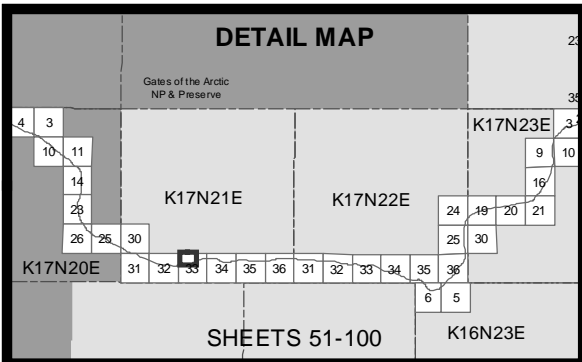 DETAIL MAP
23
Gates of the Arctic
NP & Preserve
35
4 3
K17N23E
3
10 11
9 10
14
16
K17N21E
K17N22E
23
24 19 20 21
26 25 30
25 30
K17N20E
31 32 33 34 35 36 31 32 33 34 35 36
6 5
SHEETS 51-100
K16N23E